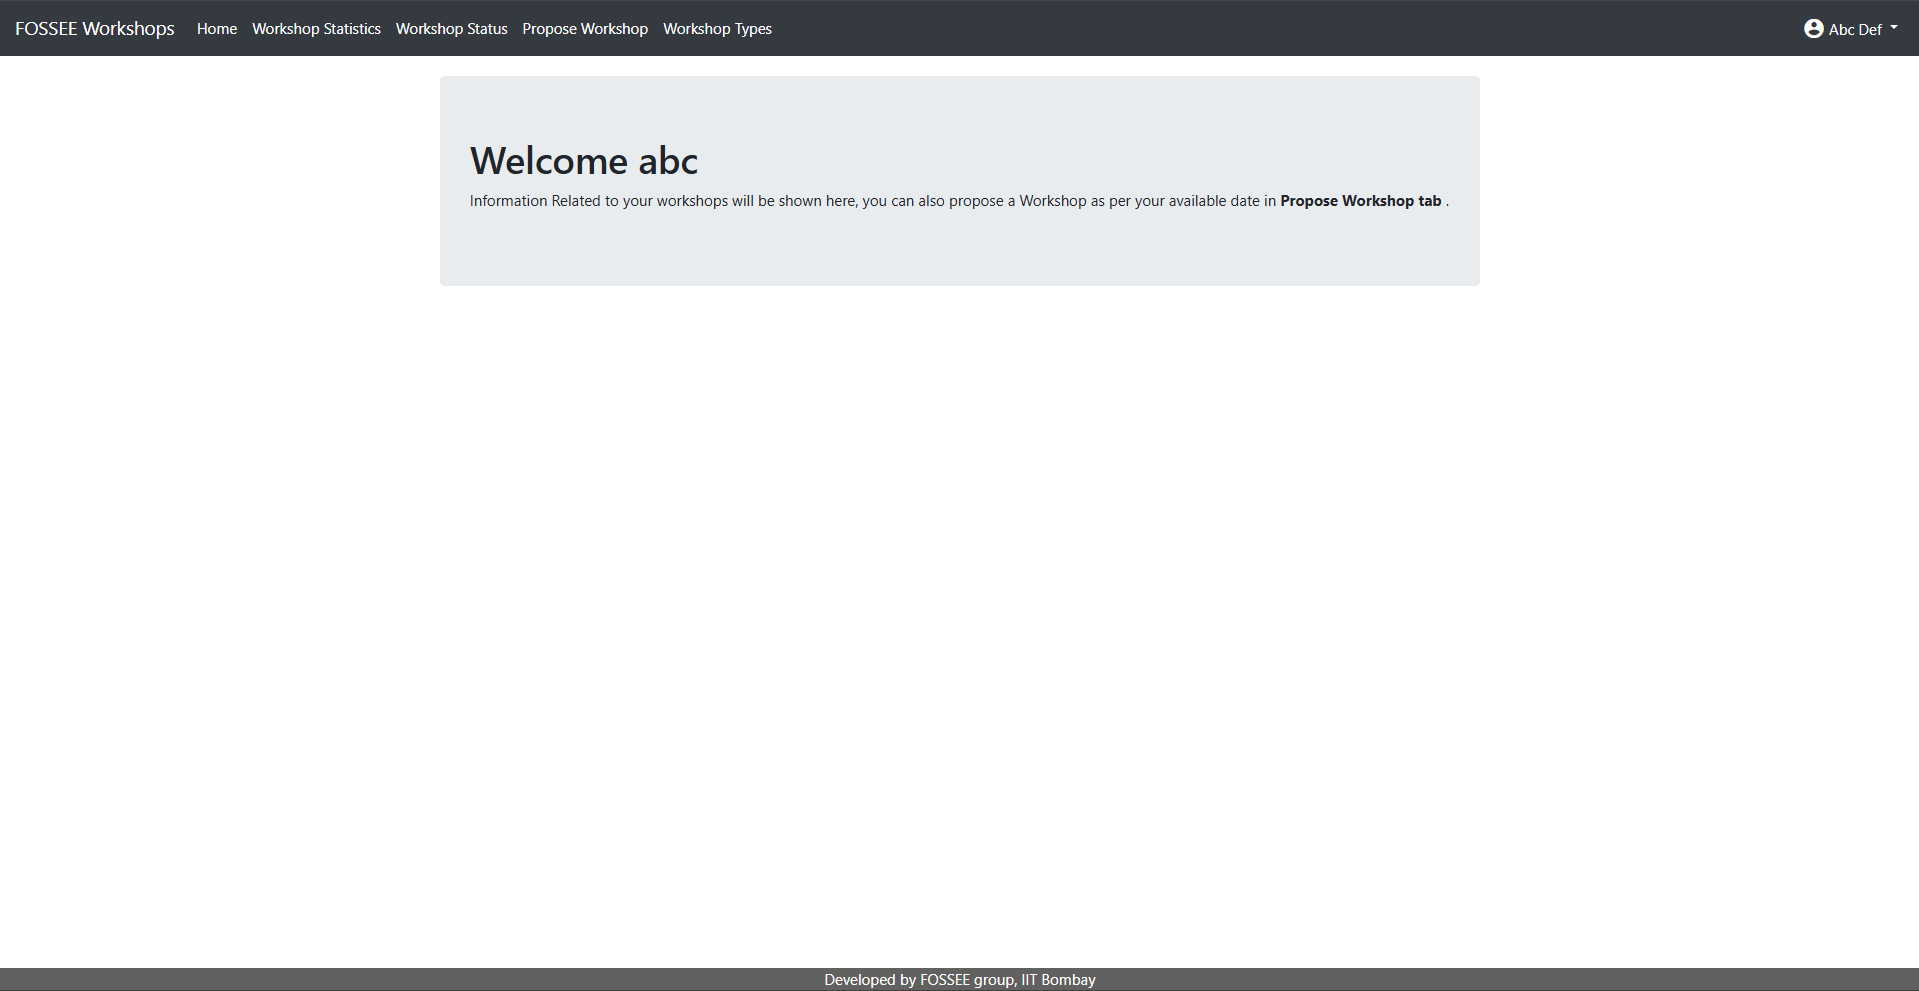 FOSSEE Workshops Home Workshop Statistics Workshop Status Propose Workshop Workshop Types Abc Def
Welcome abc
Information Related to your workshops will be shown here, you can also propose a Workshop as per your available date in Propose Workshop tab .
Developed by FOSSEE group, IIT Bombay